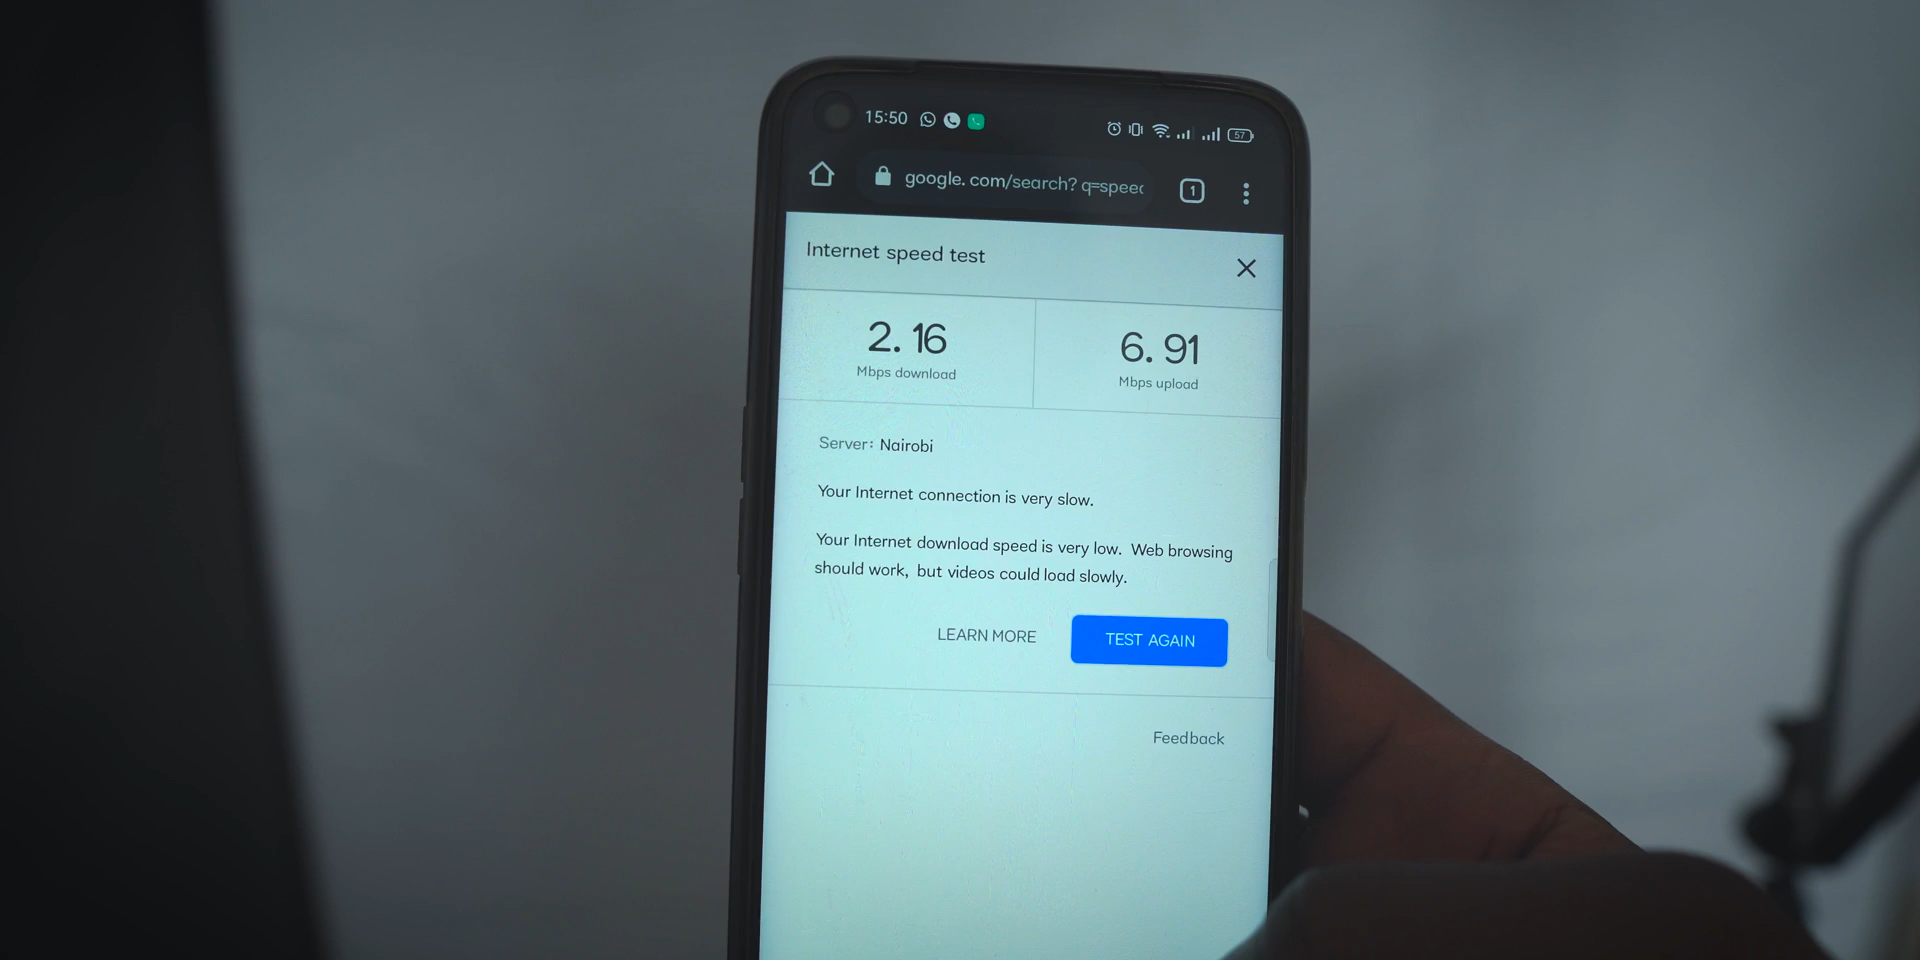 15:50
57
google.com/search?q=speed
1
Internet speed test
2.16
Mbps download
6.91
Mbps upload
Server: Nairobi
Your Internet connection is very slow.
Your Internet download speed is very low. Web browsing
should work, but videos could load slowly.
LEARN MORE
TEST AGAIN
Feedback